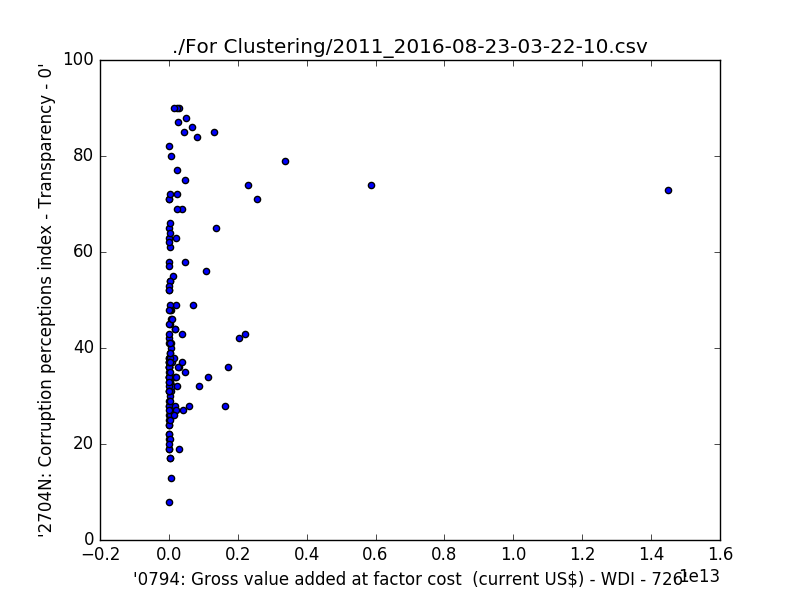 ./For Clustering/2011_2016-08-23-03-22-10.csv
100
80
60
40
20
0
'2704N: Corruption perceptions index - Transparency - 0'
−0.2 0.0 0.2 0.4 0.6 0.8 1.0 1.2 1.4 1.6
1e13
'0794: Gross value added at factor cost  (current US$) - WDI - 726'